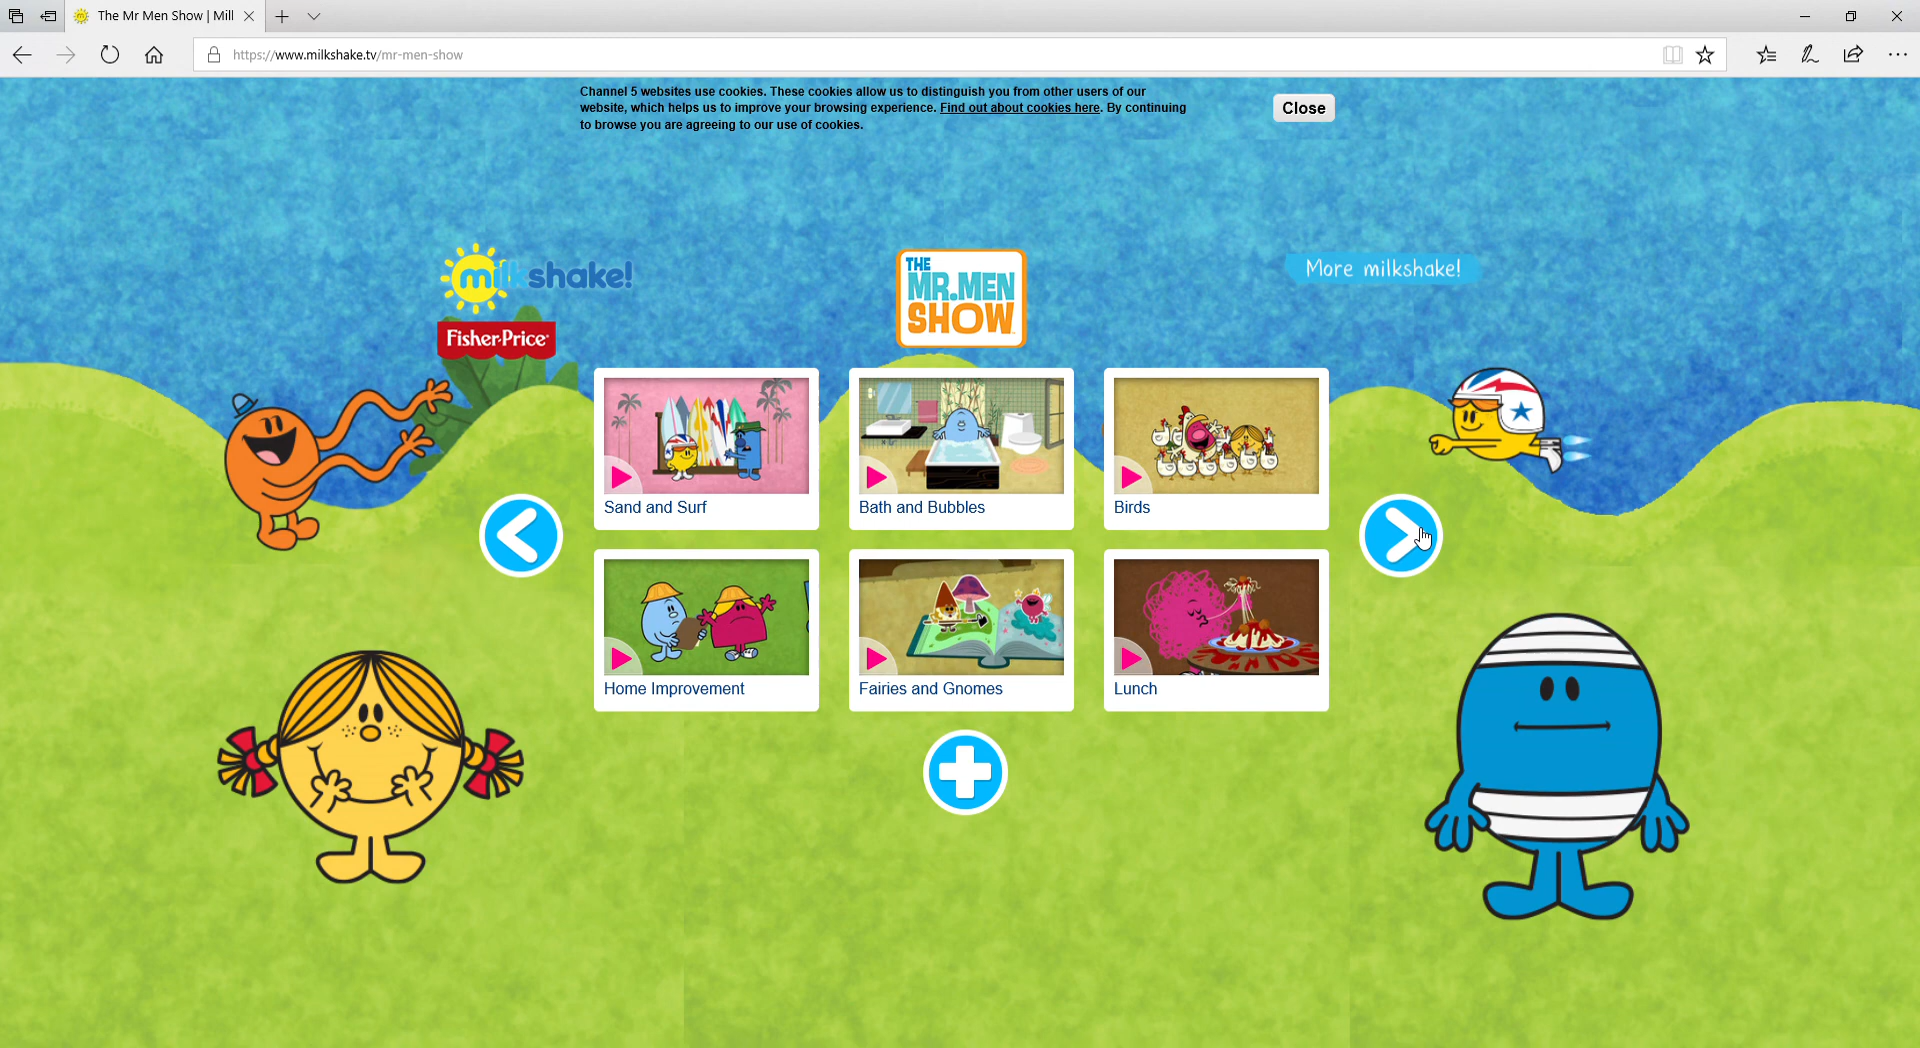 The Mr Men Show | Mill
https://www.milkshake.tv/mr-men-show
Channel 5 websites use cookies. These cookies allow us to distinguish you from other users of our
website, which helps us to improve your browsing experience. Find out about cookies here. By continuing
to browse you are agreeing to our use of cookies.
Close
milkshake!
Fisher-Price
THE
MR.MEN
SHOW
More milkshake!
Sand and Surf
Bath and Bubbles
Birds
Home Improvement
Fairies and Gnomes
Lunch